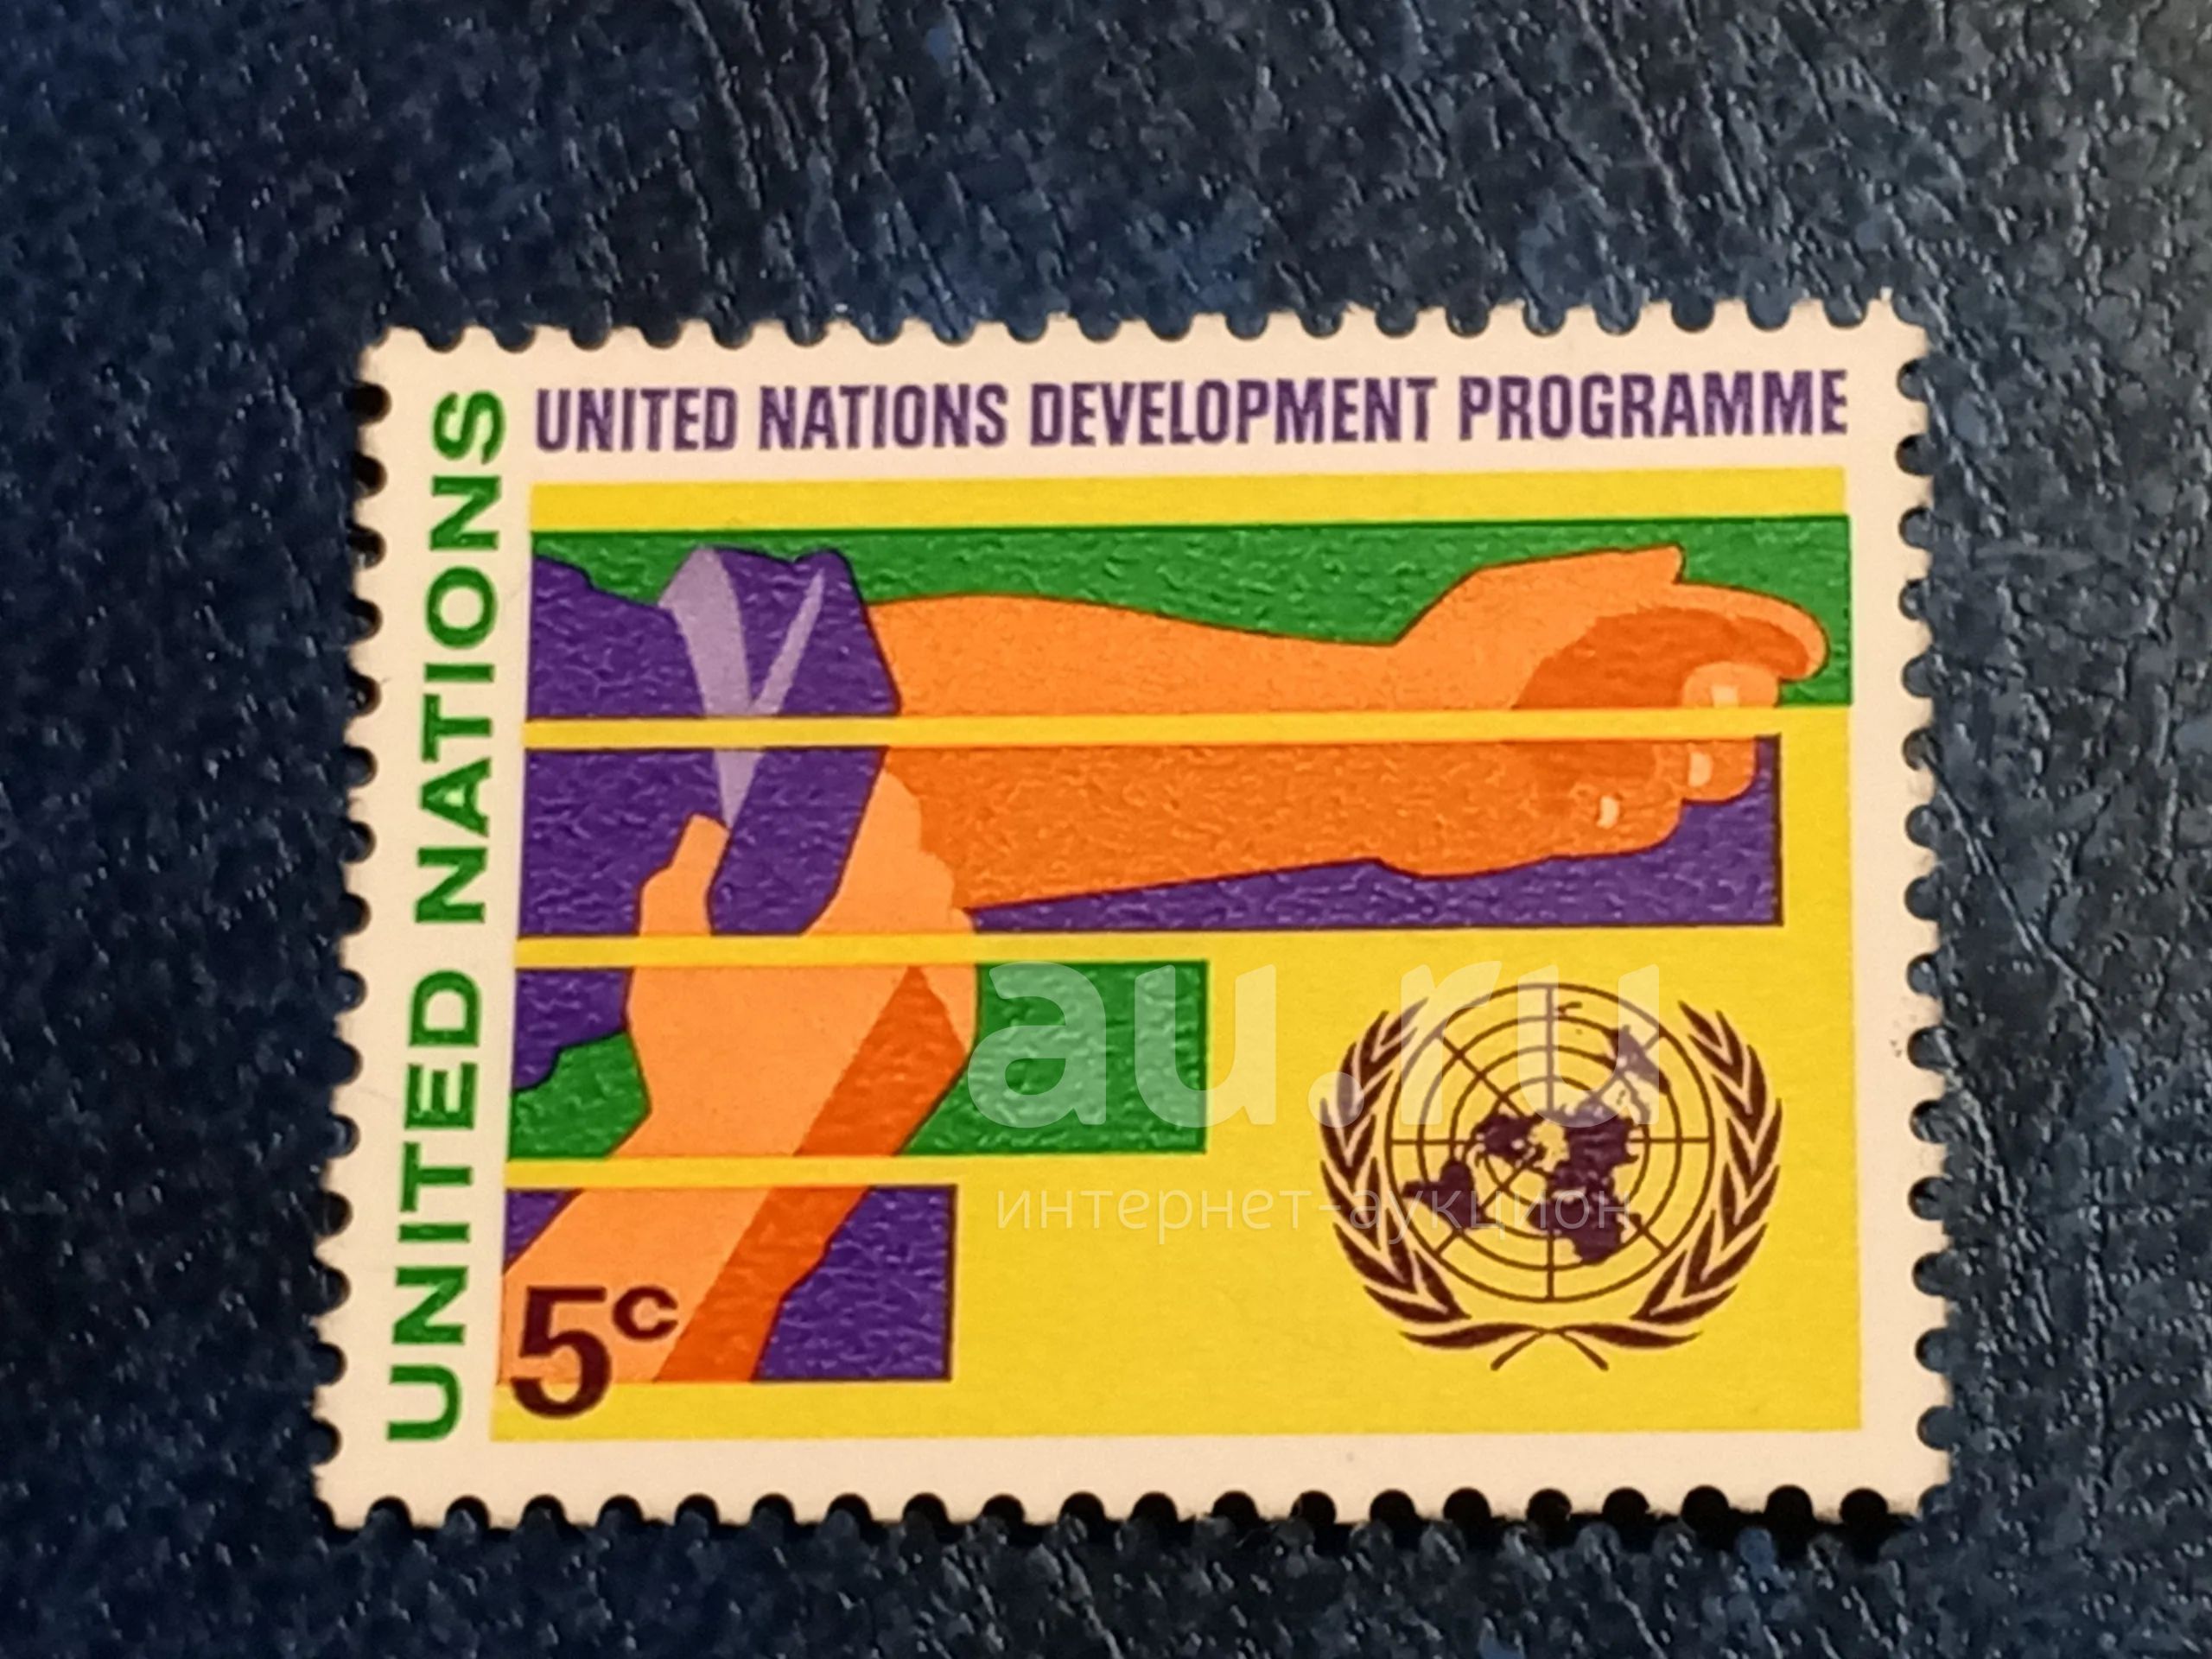 UNITED NATIONS DEVELOPMENT PROGRAMME
UNITED NATIONS
au.ru
интернет-аукцион
5c